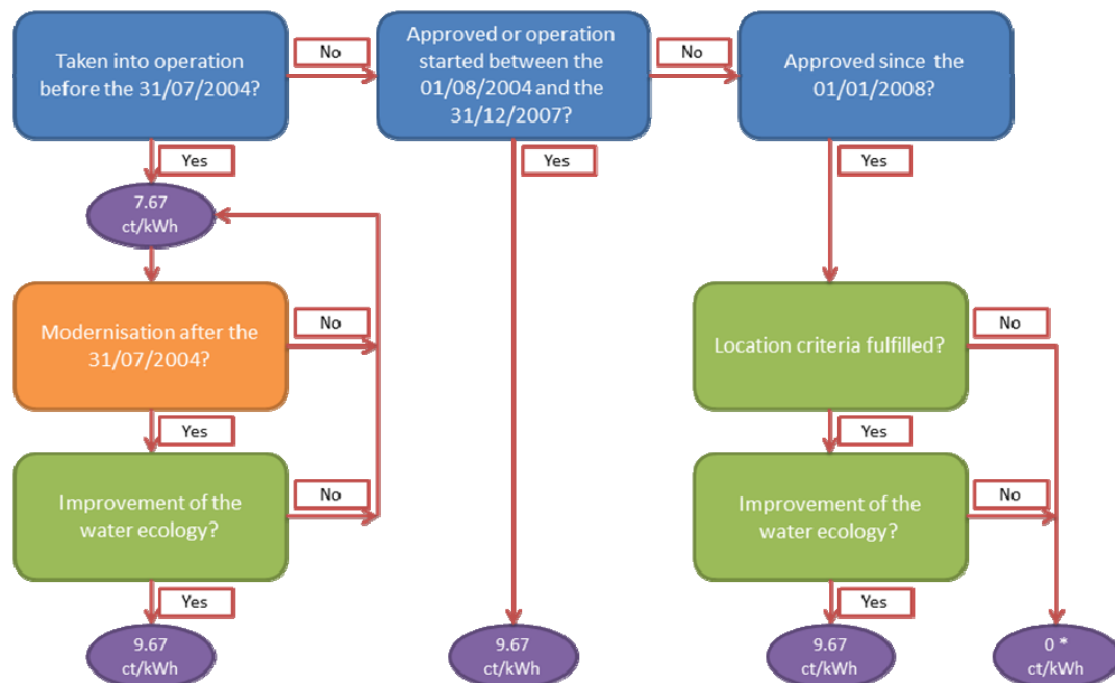 Taken into operation
before the 31/07/2004?
No
Approved or operation
started between the
01/08/2004 and the
31/12/2007?
No
Approved since the
01/01/2008?
Yes
Yes
Yes
7.67
ct/kWh
Modernisation after the
31/07/2004?
No
Location criteria fulfilled?
No
Yes
Yes
Improvement of the
water ecology?
No
Improvement of the
water ecology?
No
Yes
Yes
9.67
ct/kWh
9.67
ct/kWh
9.67
ct/kWh
0 *
ct/kWh